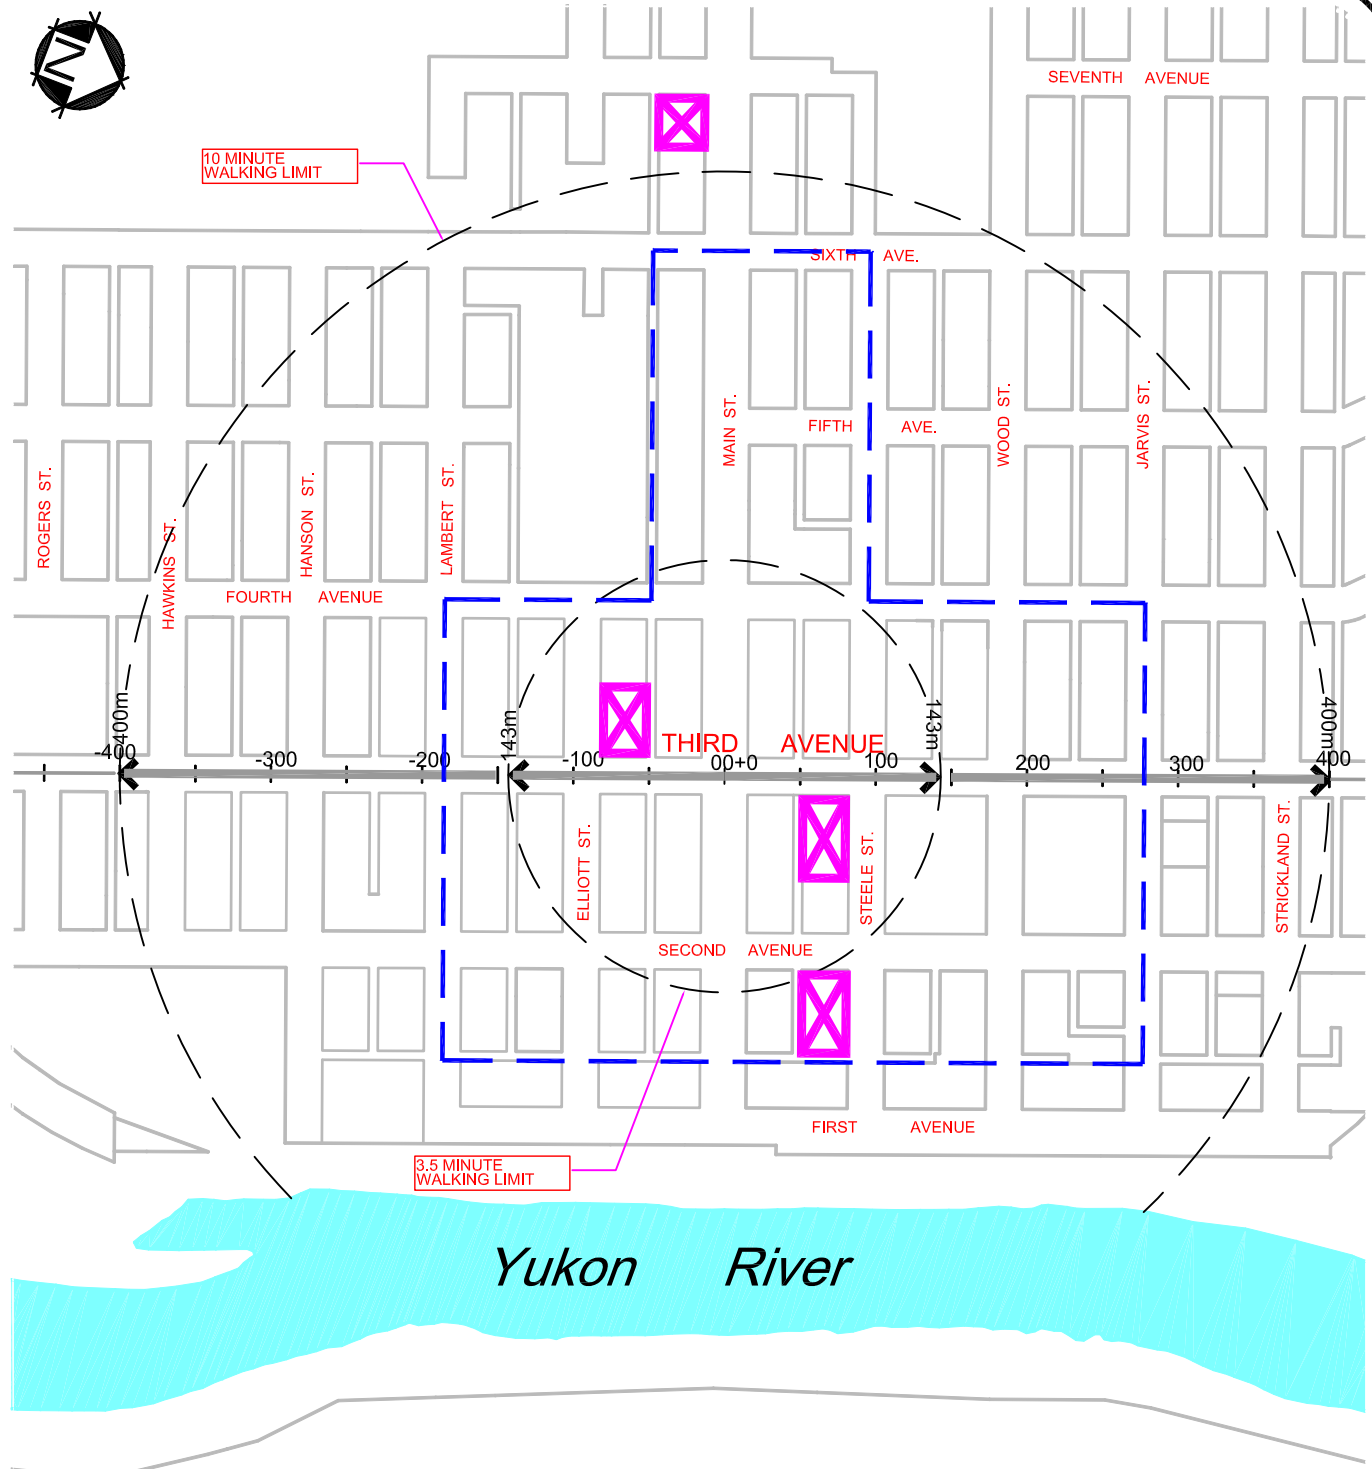 N
SEVENTH AVENUE
10 MINUTE
WALKING LIMIT
SIXTH AVE.
MAIN ST.
WOOD ST.
JARVIS ST.
FIFTH AVE.
ROGERS ST.
HAWKINS ST.
HANSON ST.
LAMBERT ST.
FOURTH AVENUE
400m
143m
THIRD AVENUE
143m
400m
-400
-300
-200
-100
00+0
100
200
300
400
ELLIOTT ST.
STEELE ST.
STRICKLAND ST.
SECOND AVENUE
FIRST AVENUE
3.5 MINUTE
WALKING LIMIT
Yukon River